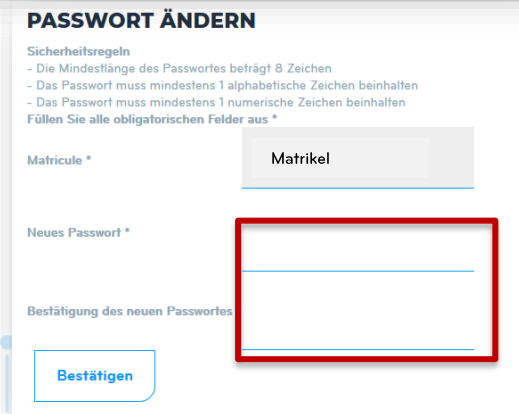 PASSWORT ÄNDERN
Sicherheitsregeln
- Die Mindestlänge des Passwortes beträgt 8 Zeichen
- Das Passwort muss mindestens 1 alphabetische Zeichen beinhalten
- Das Passwort muss mindestens 1 numerische Zeichen beinhalten
Füllen Sie alle obligatorischen Felder aus *
Matricule * Matrikel
Neues Passwort *
Bestätigung des neuen Passwortes
Bestätigen